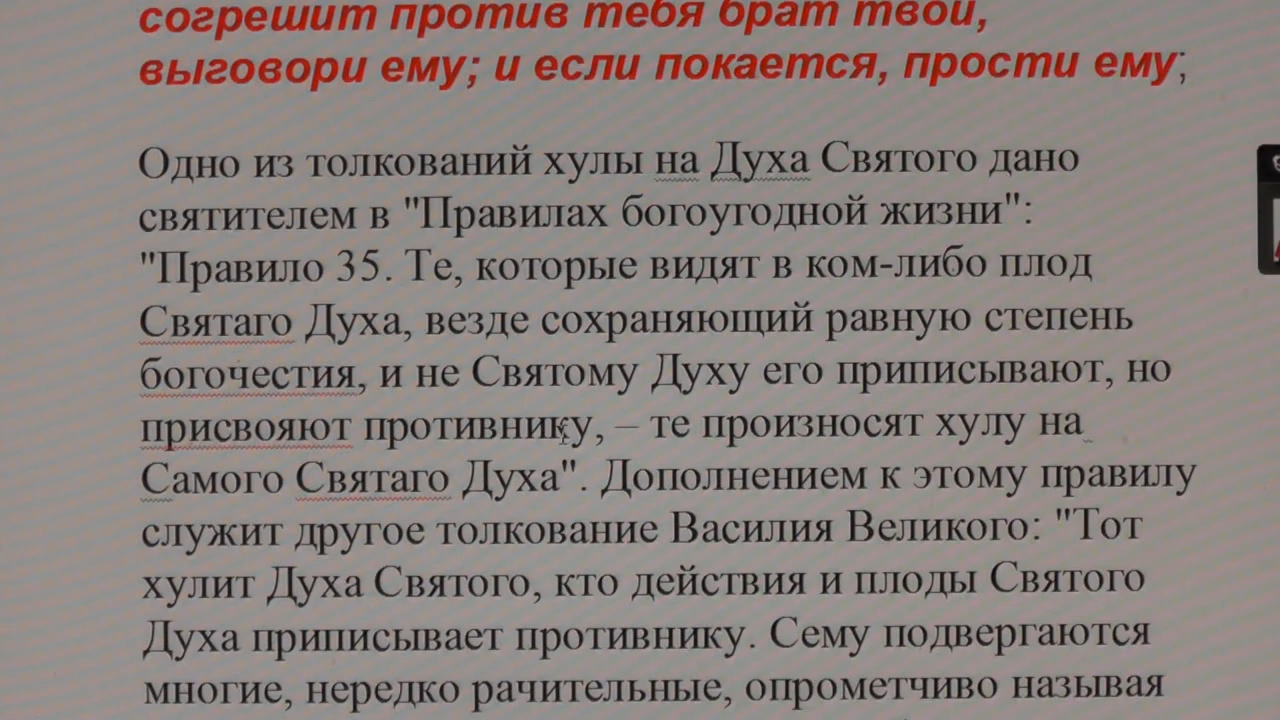 согрешит против тебя брат твой,
выговори ему; и если покается, прости ему;
Одно из толкований хулы на Духа Святого дано
святителем в "Правилах богоугодной жизни":
"Правило 35. Те, которые видят в ком-либо плод
Святаго Духа, везде сохраняющий равную степень
богочестия, и не Святому Духу его приписывают, но
присвояют противнику, – те произносят хулу на
Самого Святаго Духа". Дополнением к этому правилу
служит другое толкование Василия Великого: "Тот
хулит Духа Святого, кто действия и плоды Святого
Духа приписывает противнику. Сему подвергаются
многие, нередко рачительные, опрометчиво называя